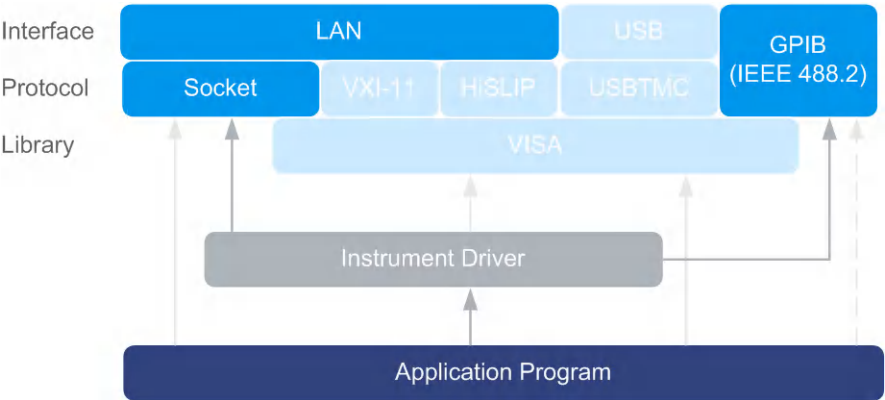 Interface
LAN
USB
GPIB
(IEEE 488.2)
Protocol
Socket
VXI-11
HiSLIP
USBTMC
Library
VISA
Instrument Driver
Application Program